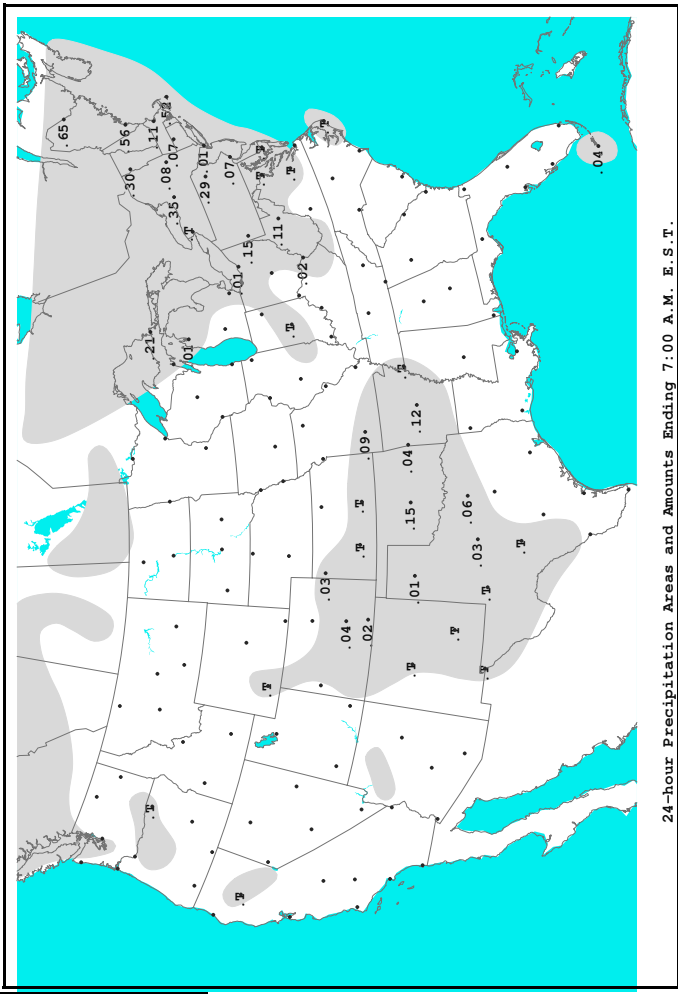 .65
.56
.30
.21
T
.11
.52
.08
.07
.35
T
.01
.01
.29
.07
.01
T
.15
T
T
T
.11
T
T
.02
T
.03
.04
T
T
.09
.02
T
.04
.15
T
.01
.12
T
.06
.03
T
T
T
.04
24-hour Precipitation Areas and Amounts Ending 7:00 A.M. E.S.T.